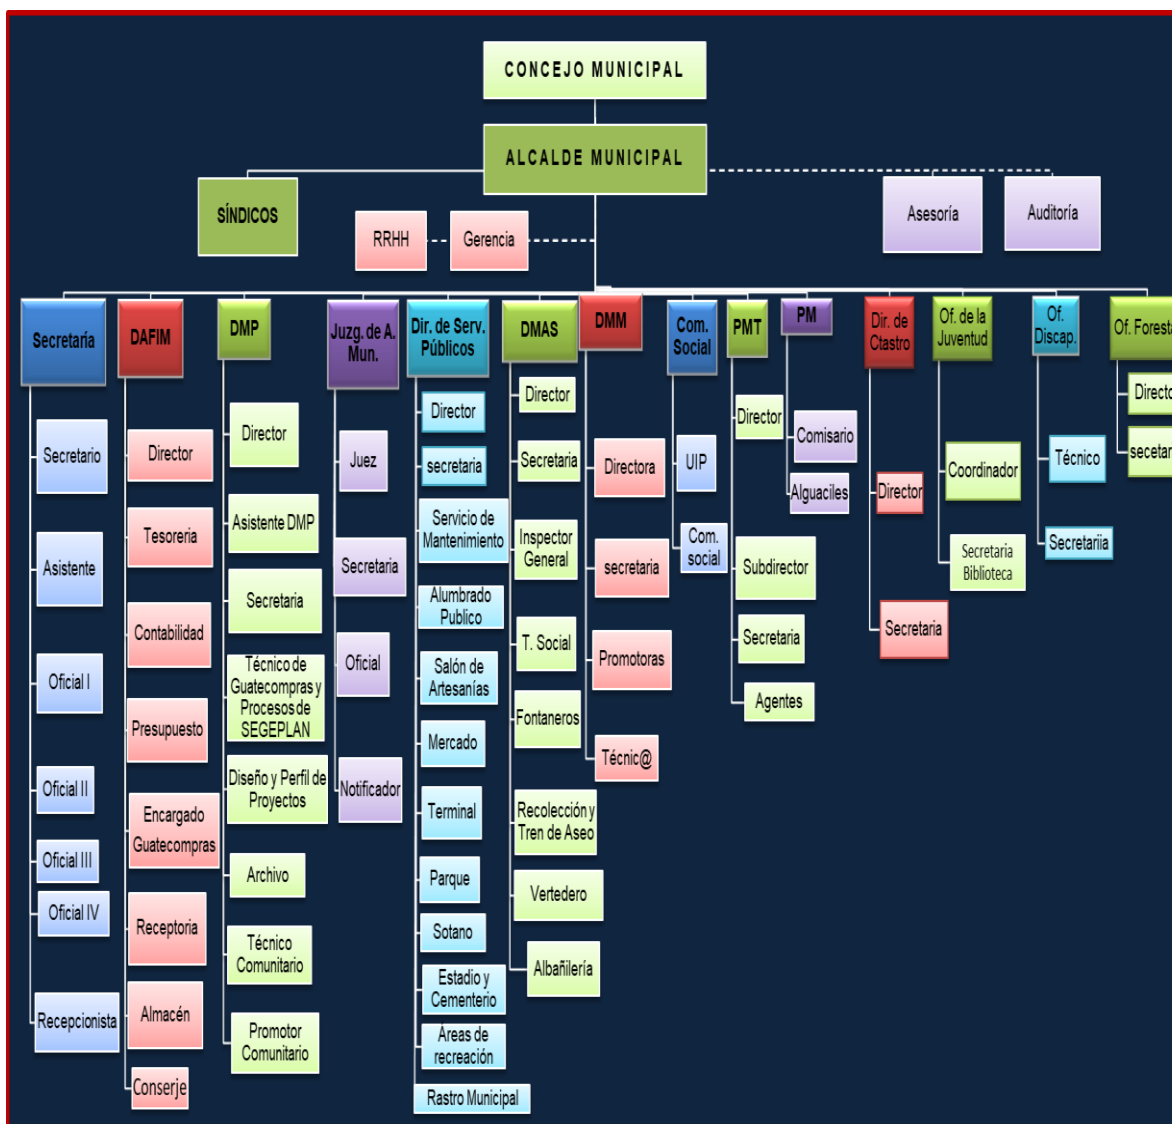 CONCEJO MUNICIPAL
ALCALDE MUNICIPAL
SÍNDICOS
RRHH
Gerencia
Asesoría
Auditoría
Secretaría
Secretario
Asistente
Oficial I
Oficial II
Oficial III
Oficial IV
Recepcionista
DAFIM
Director
Tesoreria
Contabilidad
Presupuesto
Encargado
Guatecompras
Receptoria
Almacén
Conserje
DMP
Director
Asistente DMP
Secretaria
Técnico de
Guatecompras y
Procesos de
SEGEPLAN
Diseño y Perfil de
Proyectos
Archivo
Técnico
Comunitario
Promotor
Comunitario
Juzg. de A.
Mun.
Juez
Secretaria
Oficial
Notificador
Dir. de Serv.
Públicos
Director
secretaria
Servicio de
Mantenimiento
Alumbrado
Publico
Salón de
Artesanías
Mercado
Terminal
Parque
Sotano
Estadio y
Cementerio
Áreas de
recreación
Rastro Municipal
DMAS
Director
Secretaria
Inspector
General
T. Social
Fontaneros
Recolección y
Tren de Aseo
Vertedero
Albañilería
DMM
Directora
secretaria
Promotoras
Técnic@
Com.
Social
UIP
Com.
social
PMT
Director
Subdirector
Secretaria
Agentes
PM
Comisario
Alguaciles
Dir. de
Ctastro
Director
Secretaria
Of. de la
Juventud
Coordinador
Secretaria
Biblioteca
Of.
Discap.
Técnico
Secretariia
Of. Foresta
Directo
secetar